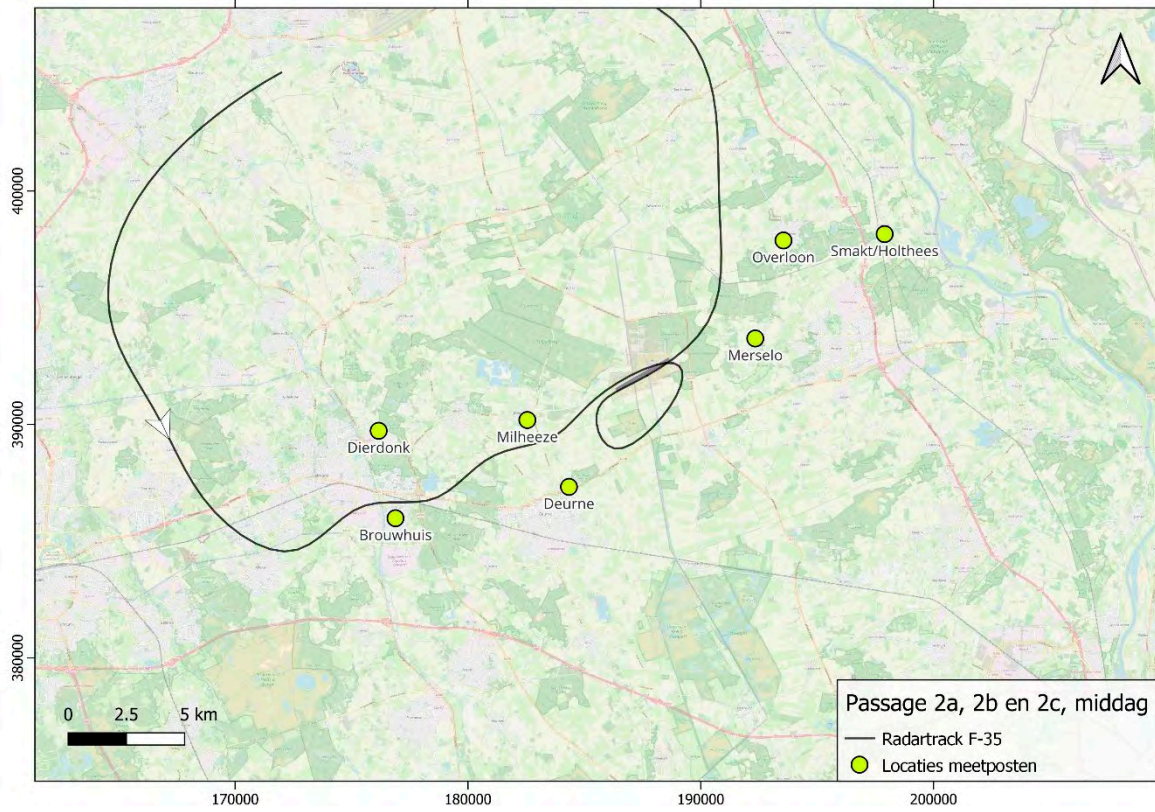 400000
390000
380000
Overloon
Smakt/Holthees
Merselo
Milheeze
Dierdonk
Deurne
Brouwhuis
0 2.5 5 km
Passage 2a, 2b en 2c, middag
Radartrack F-35
Locaties meetposten
170000 180000 190000 200000